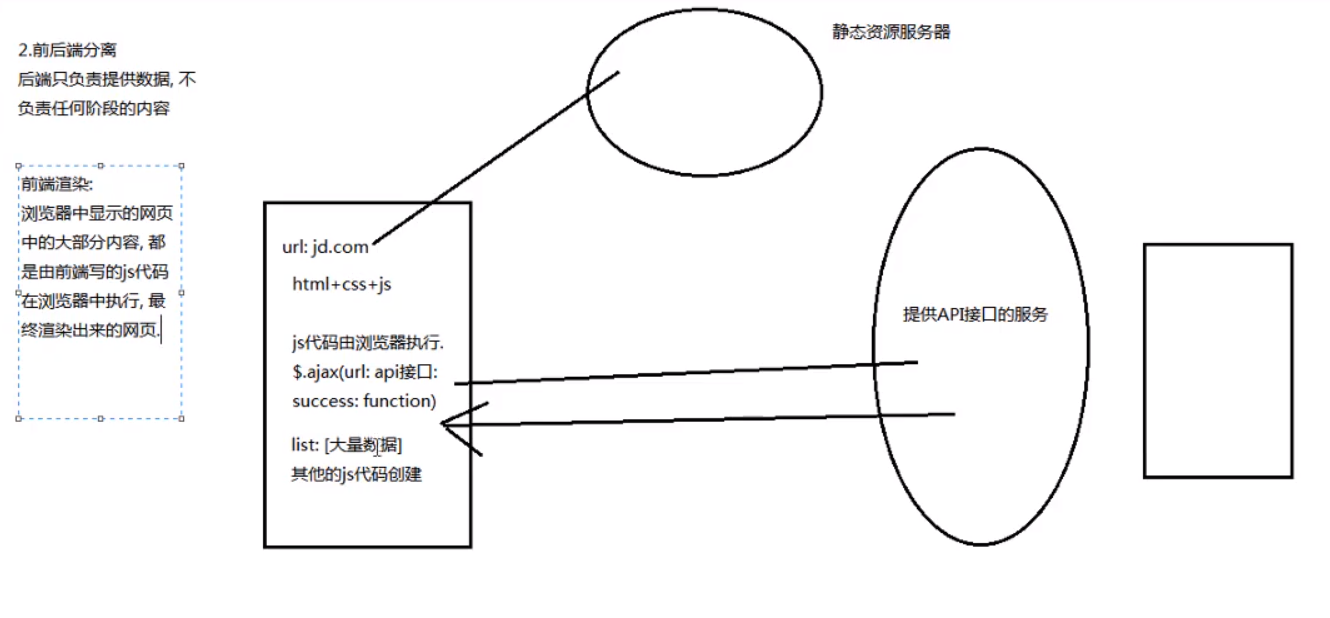 2.前后端分离
后端只负责提供数据, 不
负责任何阶段的内容
前端渲染:
浏览器中显示的网页
中的大部分内容, 都
是由前端写的js代码
在浏览器中执行, 最
终渲染出来的网页.
静态资源服务器
url: jd.com
html+css+js
js代码由浏览器执行.
$.ajax(url: api接口:
success: function)
list: [大量数据]
其他的js代码创建
提供API接口的服务